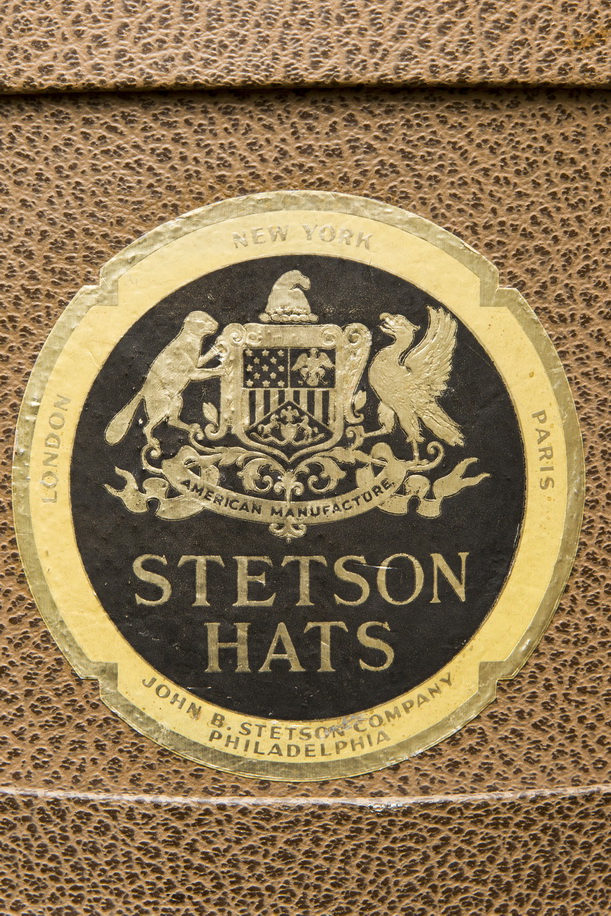 NEW YORK
LONDON
PARIS
AMERICAN MANUFACTURE
STETSON
HATS
JOHN B. STETSON COMPANY
PHILADELPHIA